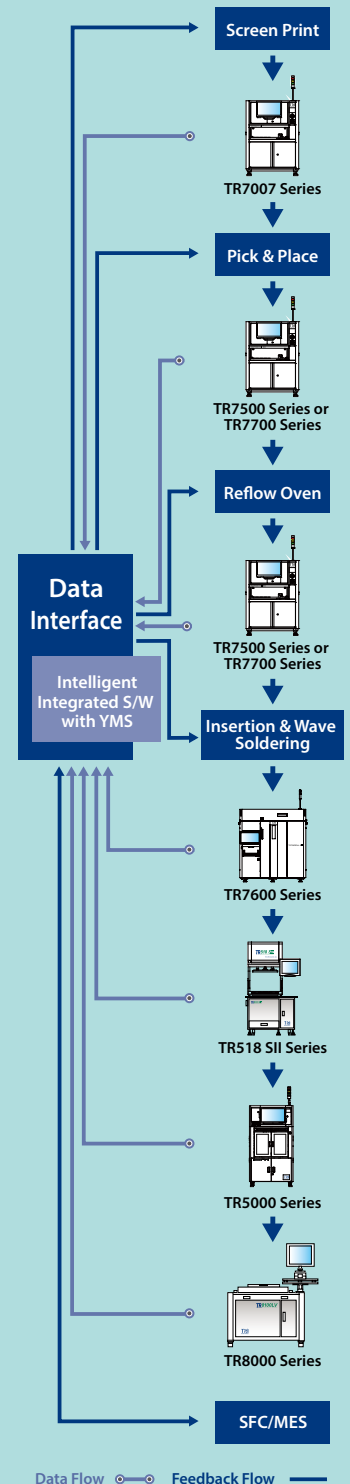 Screen Print
TR7007 Series
Pick & Place
TR7500 Series or
TR7700 Series
Reflow Oven
Data
Interface
TR7500 Series or
TR7700 Series
Intelligent
Integrated S/W
with YMS
Insertion & Wave
Soldering
TR7600 Series
TR518 SII Series
TR5000 Series
TR8100LV
TRI
TR8000 Series
SFC/MES
Data Flow
Feedback Flow